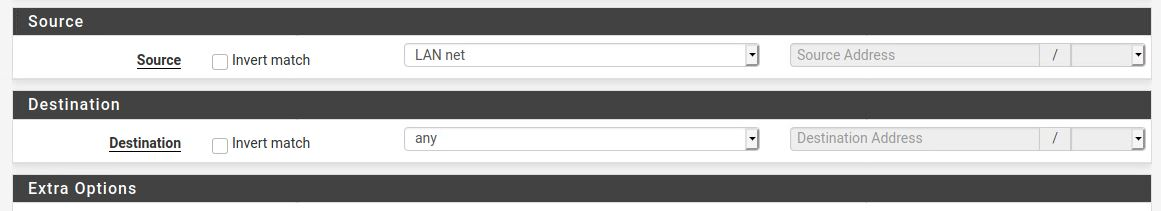 Source
Source Invert match LAN net Source Address /
Destination
Destination Invert match any Destination Address /
Extra Options